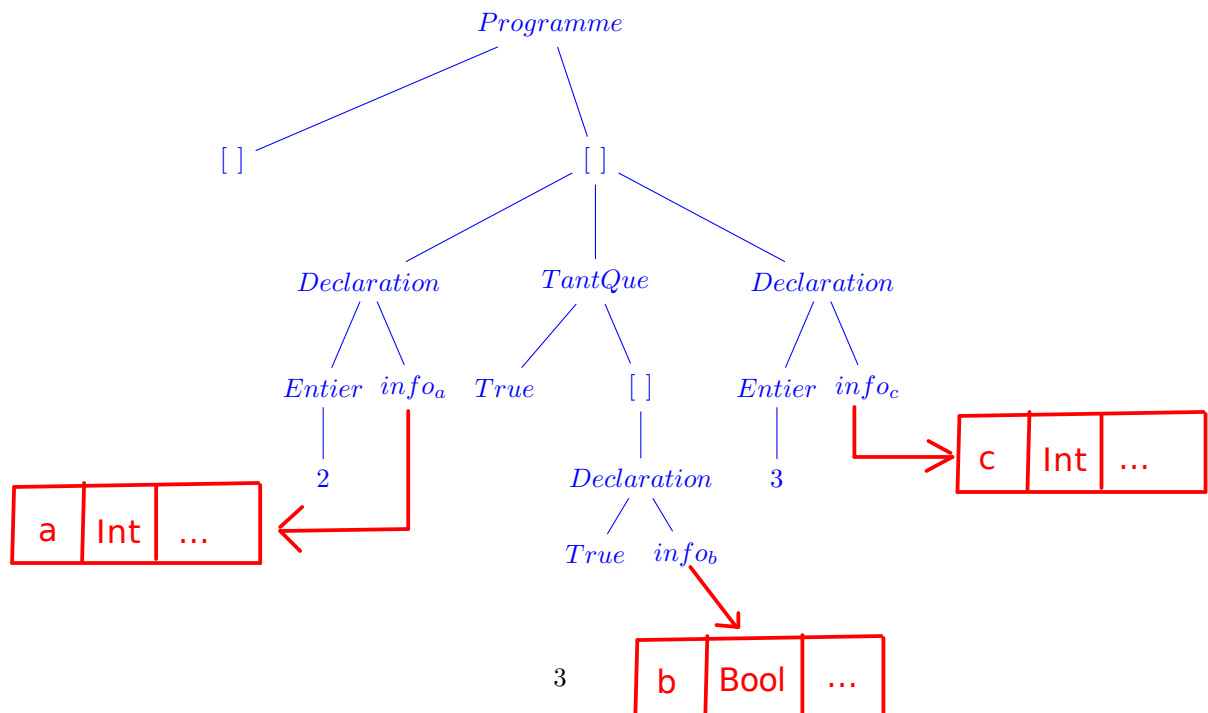 Programme
[ ] [ ]
Declaration TantQue Declaration
Entier info_a True [ ] Entier info_c
c Int ...
2 Declaration 3
a Int ...
True info_b
3
b Bool ...